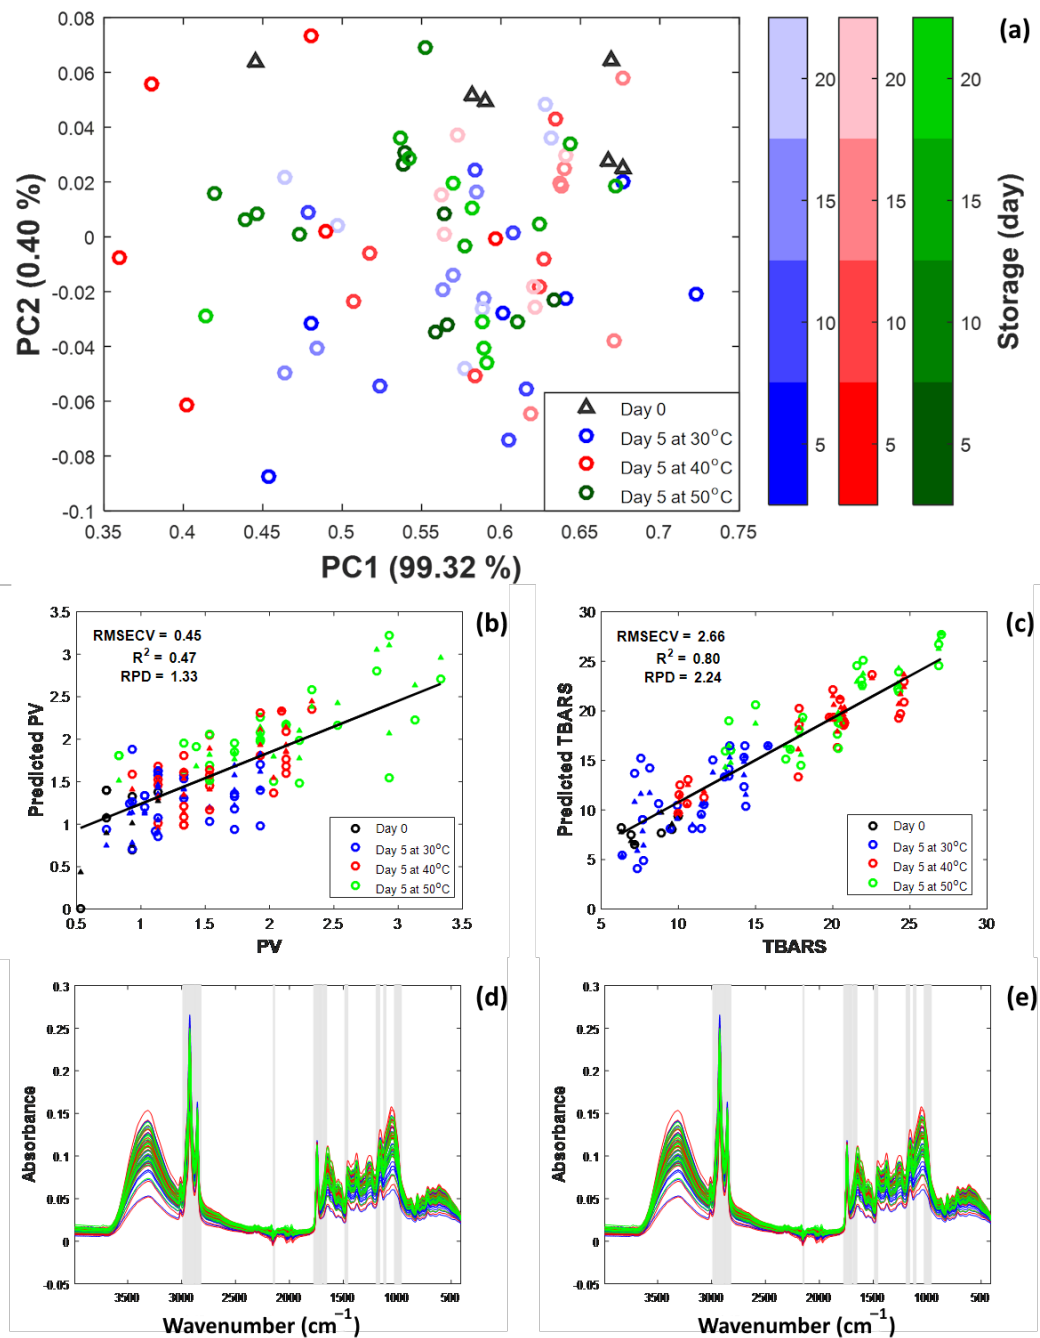 (a)
0.08
0.06
0.04
0.02
0
-0.02
-0.04
-0.06
-0.08
-0.1
PC2 (0.40 %)
0.35 0.4 0.45 0.5 0.55 0.6 0.65 0.7 0.75
PC1 (99.32 %)
Day 0
Day 5 at 30°C
Day 5 at 40°C
Day 5 at 50°C
20 20 20
15 15 15
10 10 10
5 5 5
Storage (day)
(b)
RMSECV = 0.45
R² = 0.47
RPD = 1.33
3.5
3
2.5
2
1.5
1
0.5
0
Predicted PV
0.5 1 1.5 2 2.5 3 3.5
PV
Day 0
Day 5 at 30°C
Day 5 at 40°C
Day 5 at 50°C
(c)
RMSECV = 2.66
R² = 0.80
RPD = 2.24
30
25
20
15
10
5
0
Predicted TBARS
5 10 15 20 25 30
TBARS
Day 0
Day 5 at 30°C
Day 5 at 40°C
Day 5 at 50°C
(d)
0.3
0.25
0.2
0.15
0.1
0.05
0
-0.05
Absorbance
3500 3000 2500 2000 1500 1000 500
Wavenumber (cm⁻¹)
(e)
0.3
0.25
0.2
0.15
0.1
0.05
0
-0.05
Absorbance
3500 3000 2500 2000 1500 1000 500
Wavenumber (cm⁻¹)